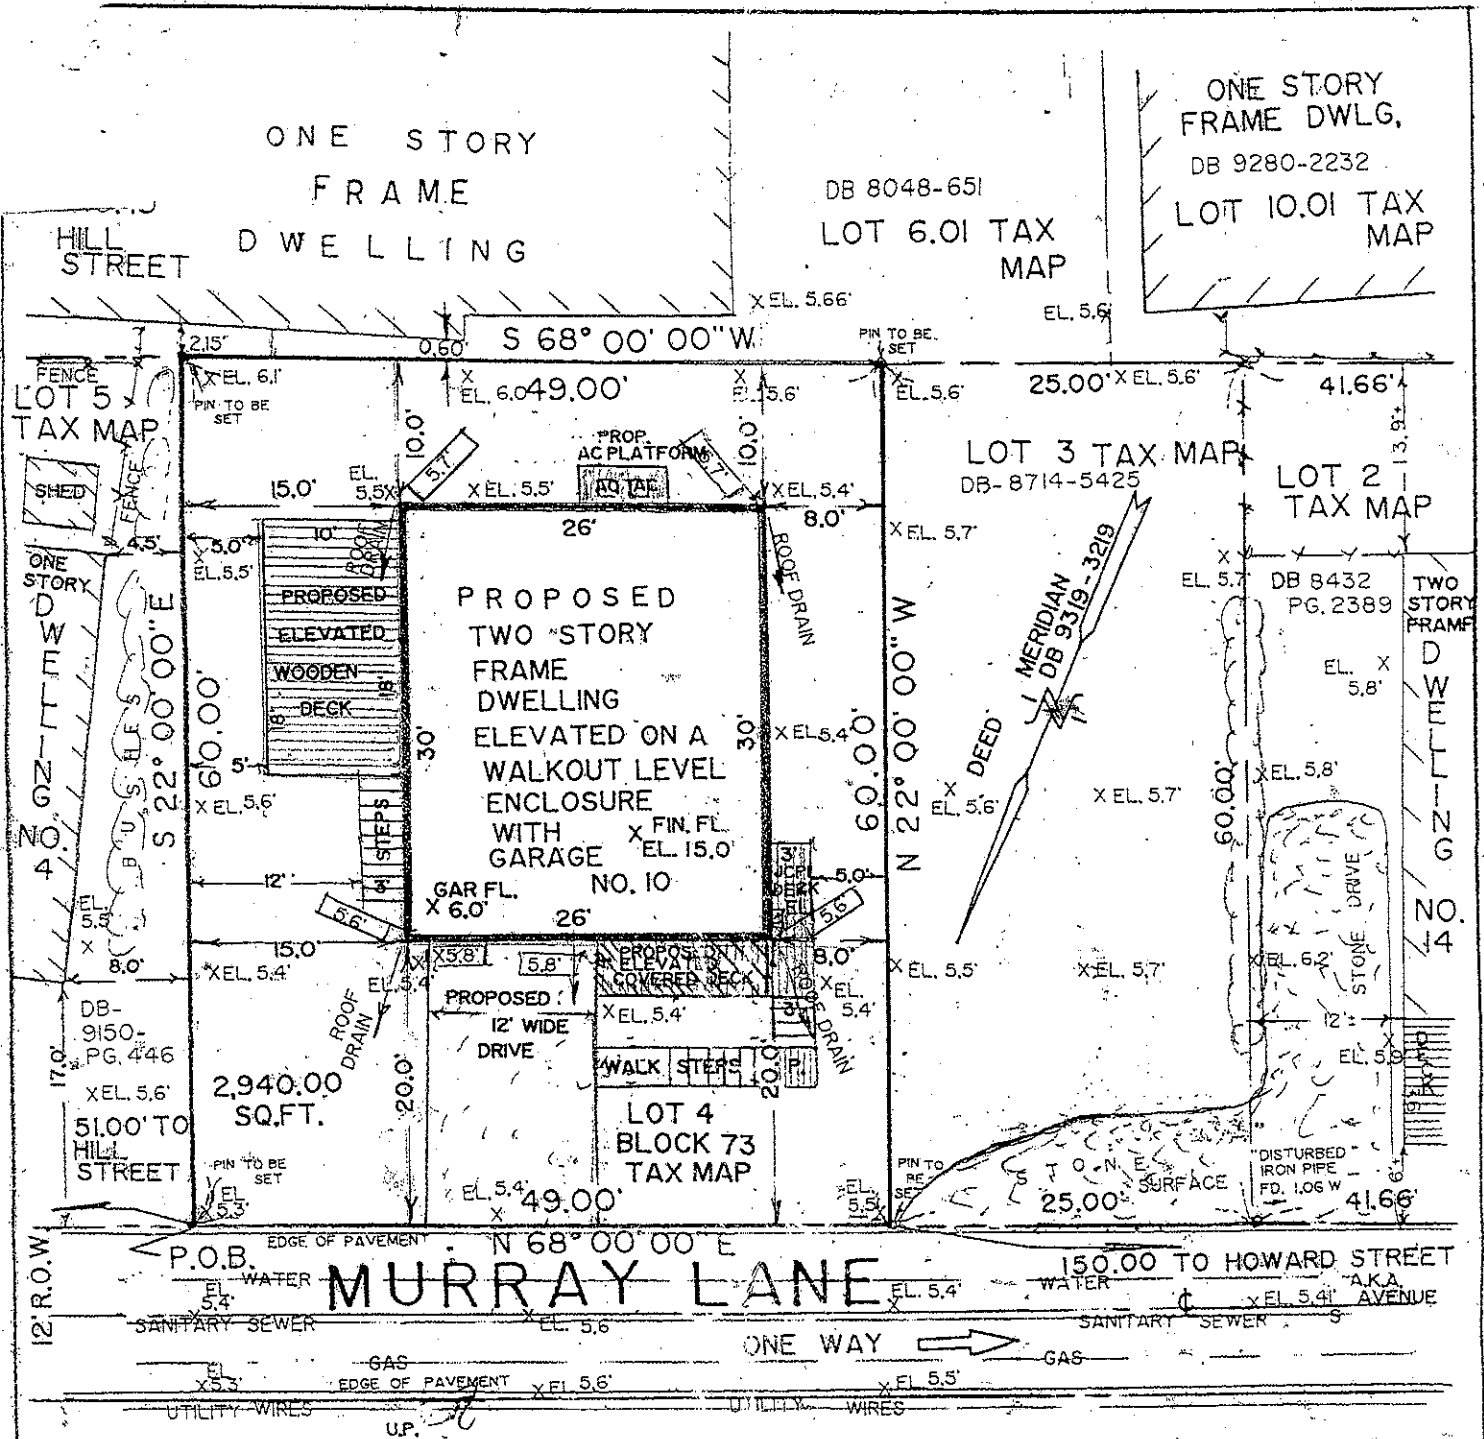 ONE STORY
FRAME
DWELLING
ONE STORY
FRAME DWLG.
DB 9280-2232
LOT 10.01 TAX
MAP
DB 8048-651
LOT 6.01 TAX
MAP
HILL
STREET
X EL. 5.66'
EL. 5.6'
2.15"
0.60'
S 68° 00' 00" W
PIN TO BE
SET
FENCE
LOT 5
TAX MAP
X EL. 6.1'
PIN TO BE
SET
X
EL. 6.0'
49.00'
X
EL. 5.6'
X
EL. 5.6'
25.00'
X EL. 5.6'
41.66'
13.9±
10.0'
10.0'
PROP.
AC PLATFORM
5.7'
5.7'
LOT 3 TAX MAP
DB-8714-5425
LOT 2
TAX MAP
SHED
FENCE
15.0'
EL.
5.5X
X EL. 5.5'
X EL. 5.4'
26'
8.0'
X EL. 5.7'
4.5'
5.0'
X
EL. 5.5'
10'
ROOF
DRAIN
ROOF DRAIN
ONE
STORY
DWELLING
NO.
4
BUSHES
S 22° 00' 00" E
60.00'
PROPOSED
ELEVATED
WOODEN
DECK
18'
18'
5'
PROPOSED
TWO STORY
FRAME
DWELLING
ELEVATED ON A
WALKOUT LEVEL
ENCLOSURE
WITH
GARAGE
X FIN. FL.
EL. 15.0'
NO. 10
30'
30'
GAR FL.
X 6.0'
26'
X EL. 5.4'
60.00'
N 22° 00' 00" W
MERIDIAN
DB 9319-3219
DEED
X
EL. 5.7'
DB 8432
PG. 2389
TWO
STORY
FRAME
DWELLING
NO.
14
EL. X
5.8'
X EL. 5.6'
STEPS
3'
12'
X
EL. 5.6'
X EL. 5.7'
60.00'
X EL. 5.8'
STONE DRIVE
3'
DECK
5.0'
5.6'
5.6'
EL.
5.5'
X
8.0'
15.0'
X EL. 5.4'
X
EL. 5.4'
X 5.8'
5.8'
PROPOSED
ELEVATED
COVERED DECK
8.0'
X EL.
5.4'
X EL. 5.5'
X EL. 5.7'
X EL. 6.2'
DB-
9150-
PG. 446
17.0'
X EL. 5.6'
51.00' TO
HILL
STREET
ROOF
DRAIN
PROPOSED
12' WIDE
DRIVE
X EL. 5.4'
3'
ROOF DRAIN
WALK STEPS P.
12'±
EL. 5.9'
2,940.00
SQ.FT.
20.0'
20.0'
LOT 4
BLOCK 73
TAX MAP
PIN TO BE
SET
EL.
5.3'
EL. 5.4'
X
49.00'
EL.
5.5
PIN TO
BE
SET
STONE
SURFACE
25.00'
"DISTURBED"
IRON PIPE
FD. 1.06 W
6'±
41.66'
P.O.B.
EDGE OF PAVEMENT
N 68° 00' 00" E
150.00 TO HOWARD STREET
A.K.A.
AVENUE
12' R.O.W.
WATER
EL.
5.4'
MURRAY LANE
EL. 5.4'
X
WATER
X EL. 5.41'
SANITARY SEWER
X EL. 5.6
SANITARY SEWER S
ONE WAY
GAS
GAS
EL.
X 5.3'
EDGE OF PAVEMENT
X EL. 5.6'
X EL. 5.5'
UTILITY WIRES
UTILITY WIRES
U.P.